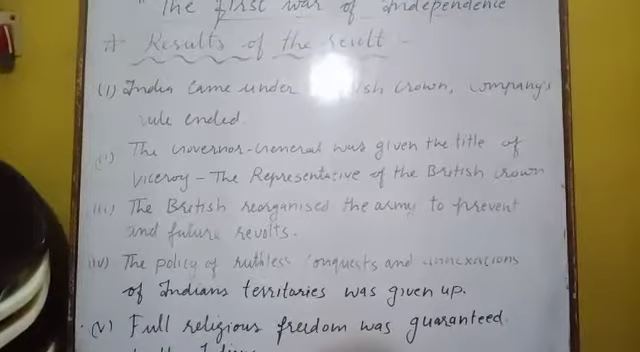 "The first war of Independence
* Results of the revolt -
(i) India came under crown, company's
rule ended.
(ii) The Governor-General was given the title of
Viceroy - The Representative of the British crown
(iii) The British reorganised the army to prevent
and future revolts.
(iv) The policy of ruthless conquests and annexations
of Indians territories was given up.
(v) Full religious freedom was guaranteed